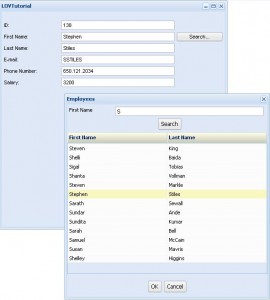 LOVTutorial
ID: 138
First Name: Stephen Search...
Last Name: Stiles
E-mail: SSTILES
Phone Number: 650.121.2034
Salary: 3200
Employees
First Name S
Search
First Name Last Name
Steven King
Shelli Baida
Sigal Tobias
Shanta Vollman
Steven Markle
Stephen Stiles
Sarath Sewall
Sundar Ande
Sundita Kumar
Sarah Bell
Samuel McCain
Susan Mavris
Shelley Higgins
OK Cancel